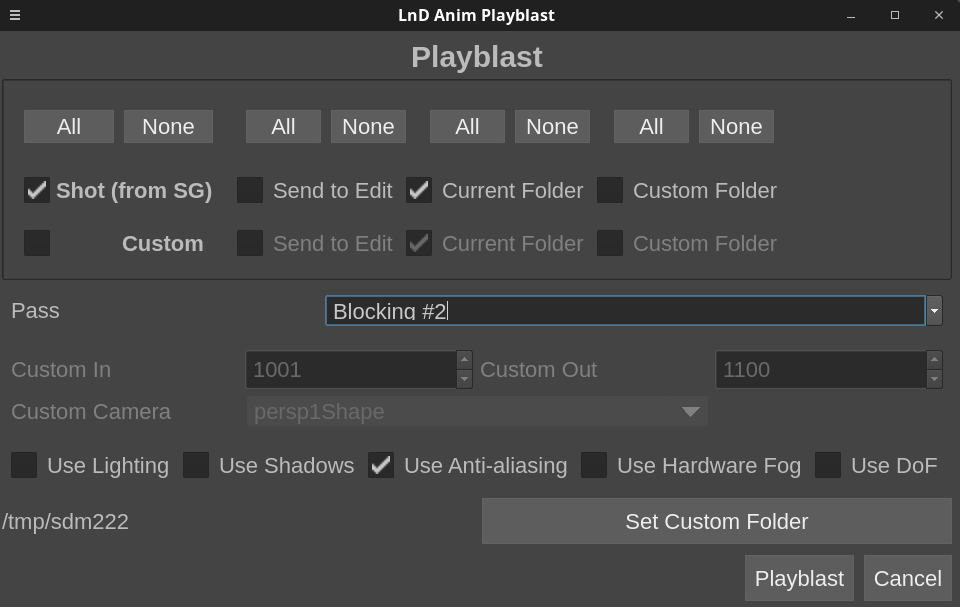 LnD Anim Playblast
Playblast
All None All None All None All None
Shot (from SG) Send to Edit Current Folder Custom Folder
Custom Send to Edit Current Folder Custom Folder
Pass Blocking #2
Custom In 1001 Custom Out 1100
Custom Camera persp1Shape
Use Lighting Use Shadows Use Anti-aliasing Use Hardware Fog Use DoF
/tmp/sdm222 Set Custom Folder
Playblast Cancel